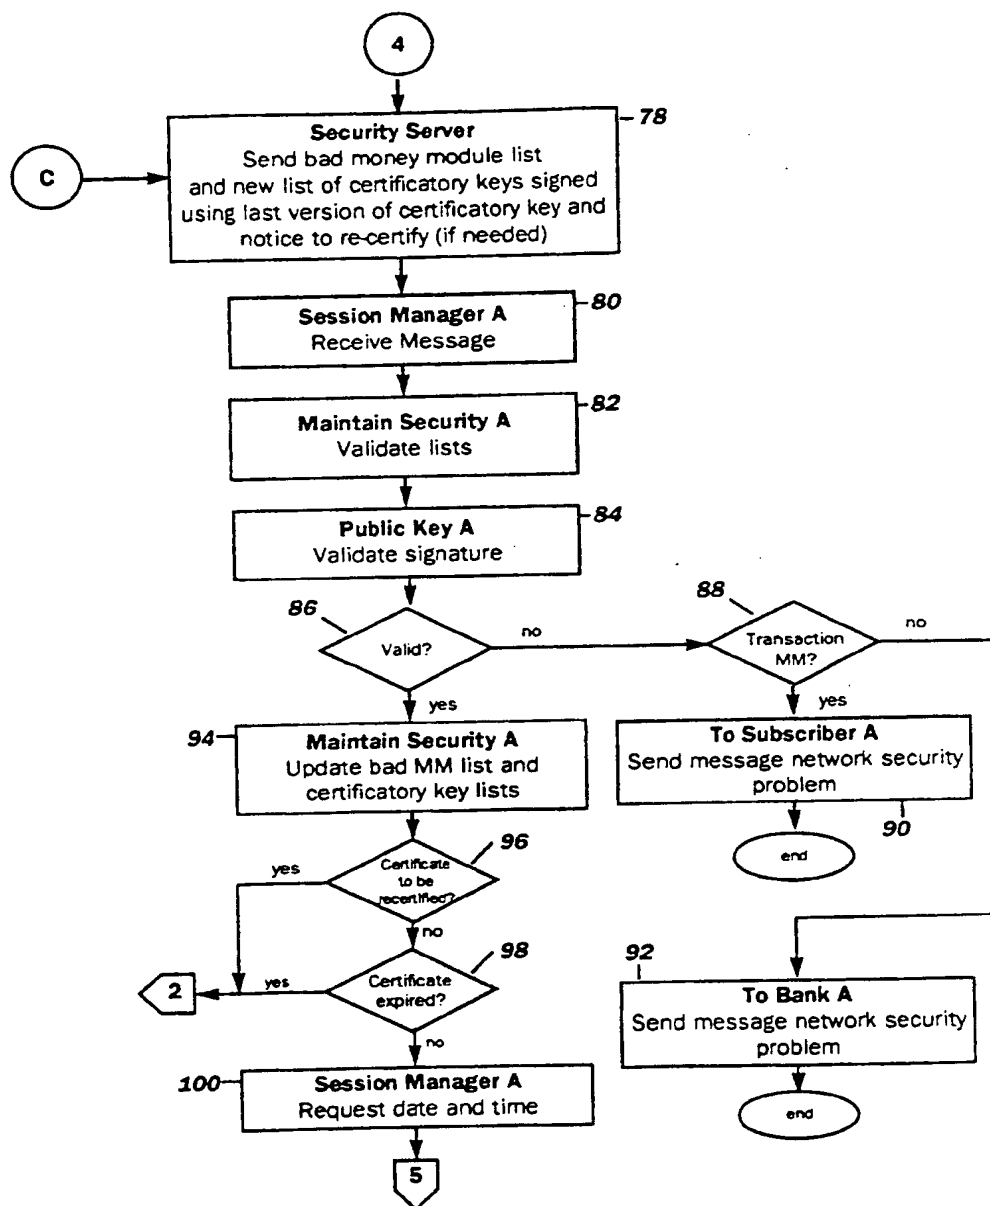 4
78
Security Server
Send bad money module list
and new list of certificatory keys signed
using last version of certificatory key and
notice to re-certify (if needed)
C
80
Session Manager A
Receive Message
82
Maintain Security A
Validate lists
84
Public Key A
Validate signature
86
Valid?
no
88
Transaction
MM?
no
yes
yes
94
Maintain Security A
Update bad MM list and
certificatory key lists
To Subscriber A
Send message network security
problem
90
end
96
Certificate
to be
recertified?
yes
no
98
Certificate
expired?
yes
2
no
92
To Bank A
Send message network security
problem
end
100
Session Manager A
Request date and time
5